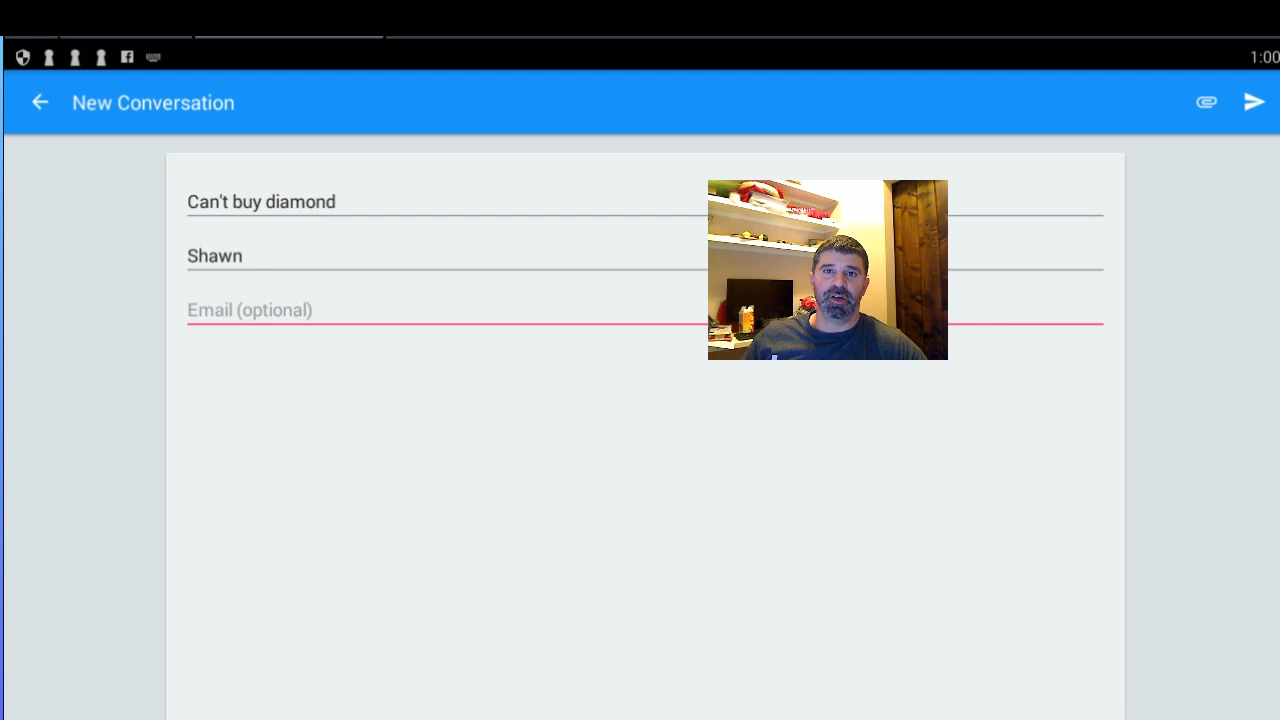 1:00
New Conversation
Can't buy diamond
Shawn
Email (optional)